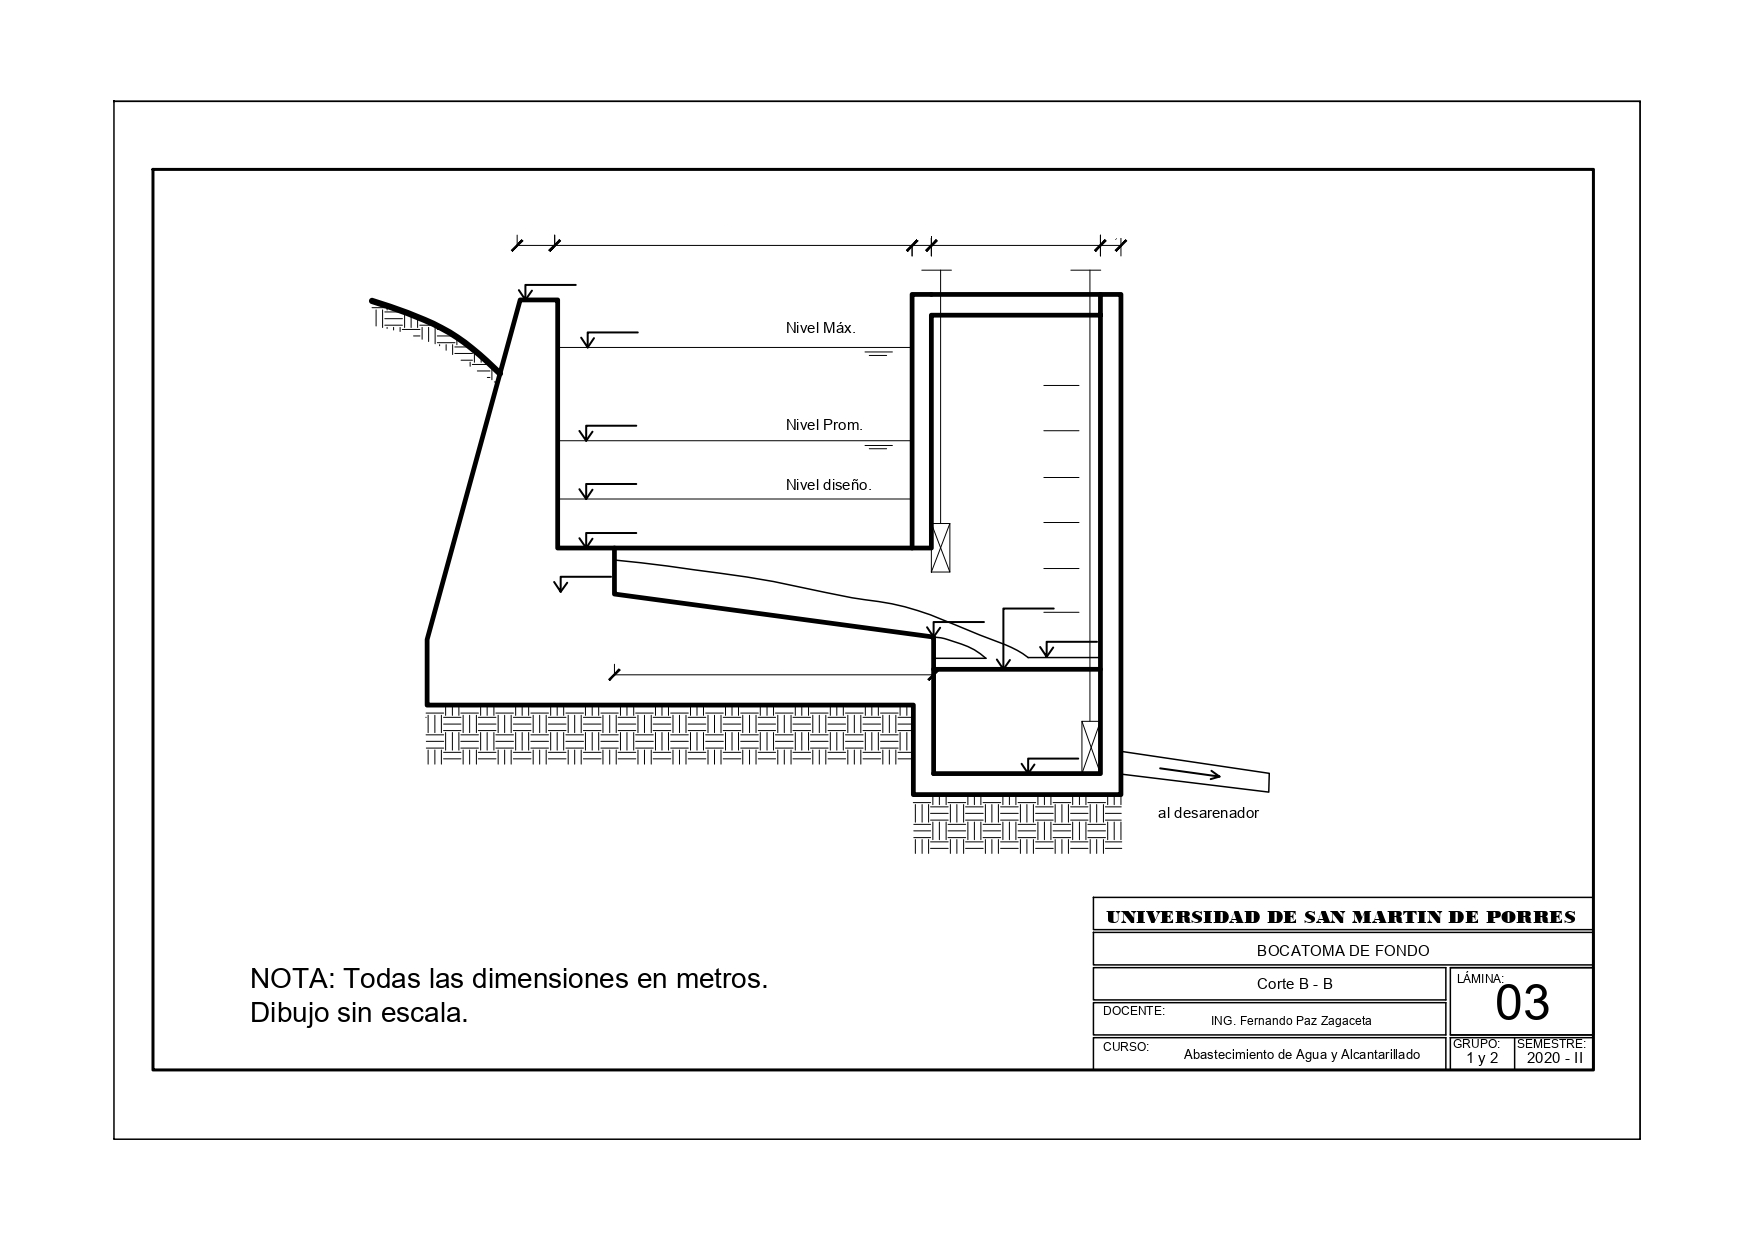 Nivel Máx.
Nivel Prom.
Nivel diseño.
al desarenador
NOTA: Todas las dimensiones en metros.
Dibujo sin escala.
UNIVERSIDAD DE SAN MARTIN DE PORRES
BOCATOMA DE FONDO
Corte B - B
LÁMINA:
03
DOCENTE:
ING. Fernando Paz Zagaceta
CURSO:
Abastecimiento de Agua y Alcantarillado
GRUPO:
1 y 2
SEMESTRE:
2020 - II